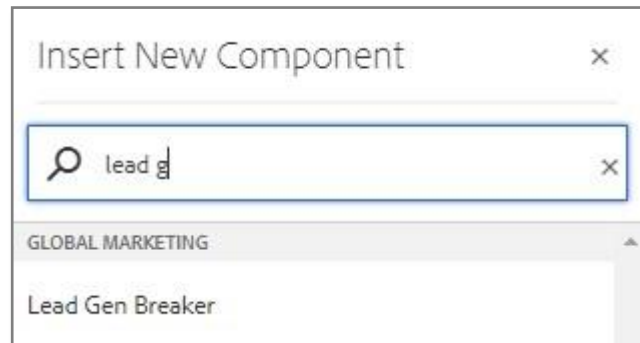 Insert New Component
lead g
GLOBAL MARKETING
Lead Gen Breaker